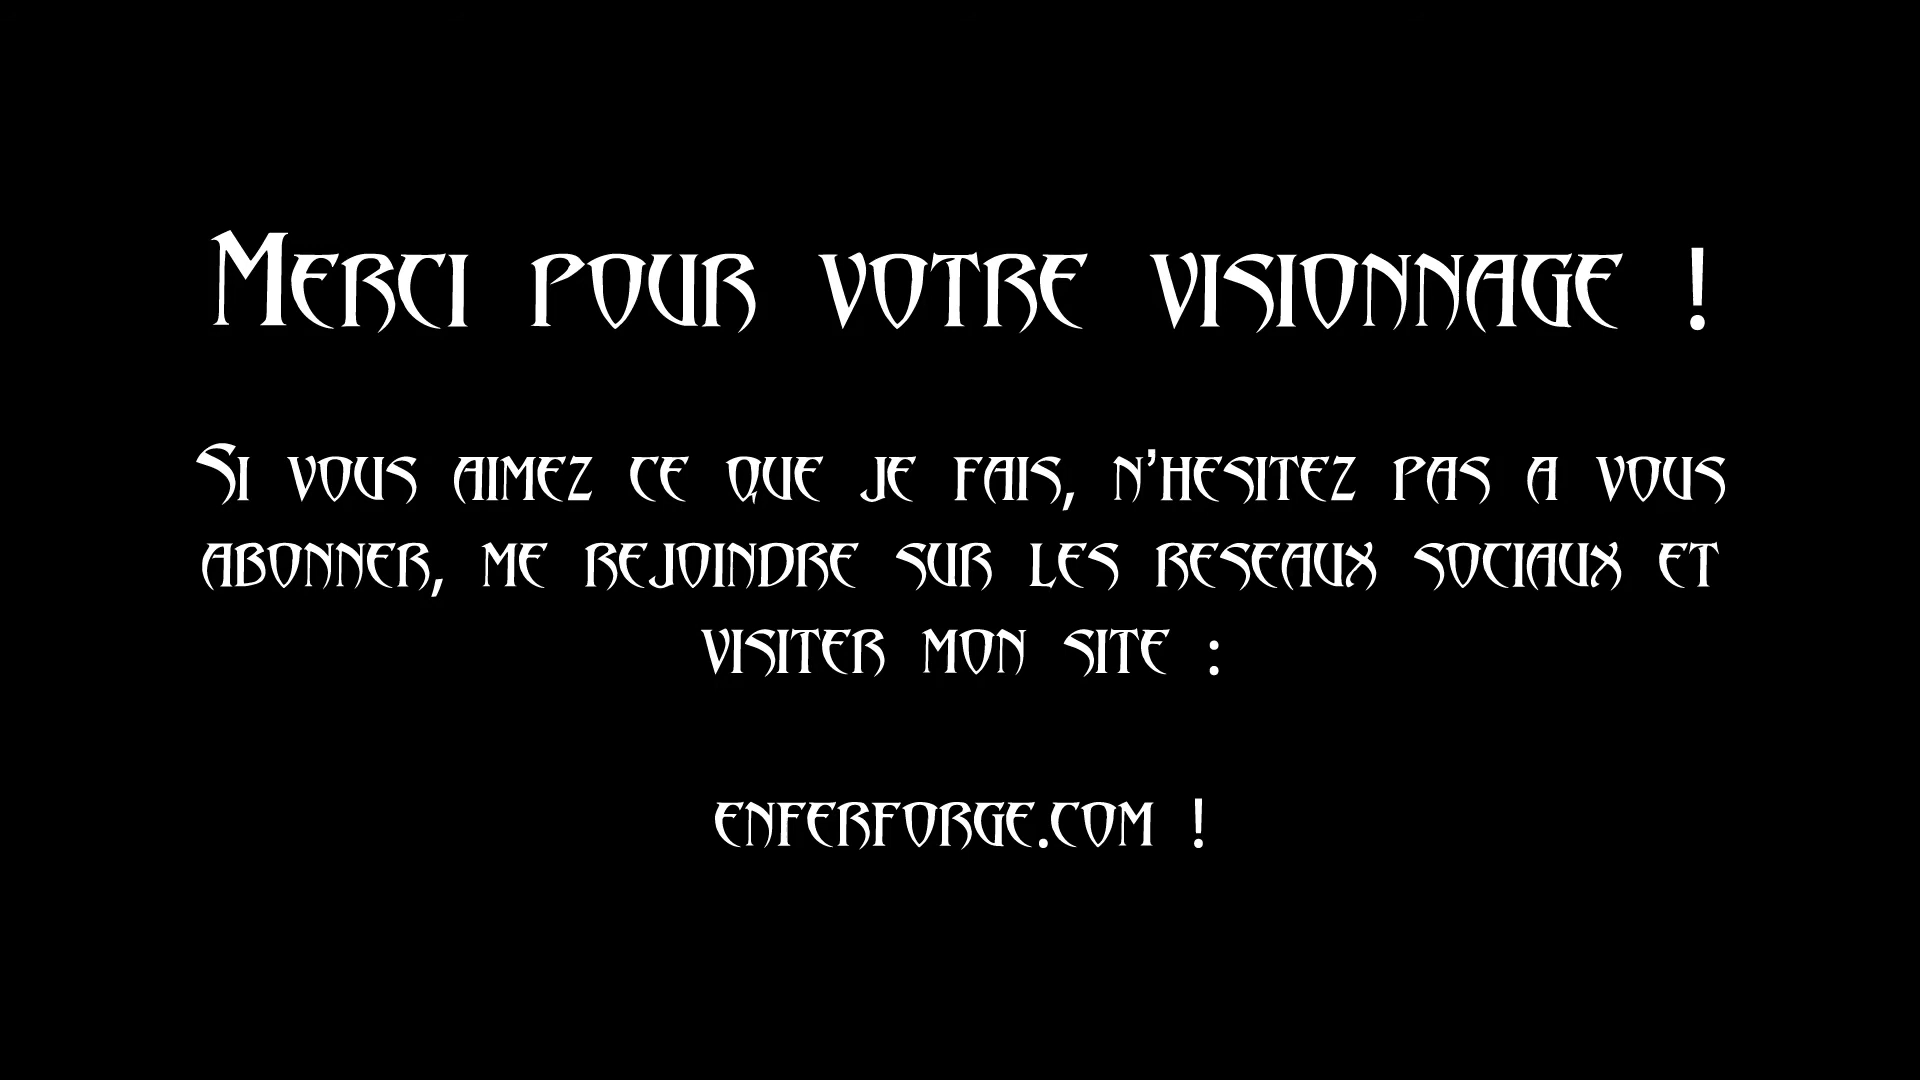 Merci pour votre visionnage !
Si vous aimez ce que je fais, n'hesitez pas a vous
abonner, me rejoindre sur les reseaux sociaux et
visiter mon site :
enferforge.com !